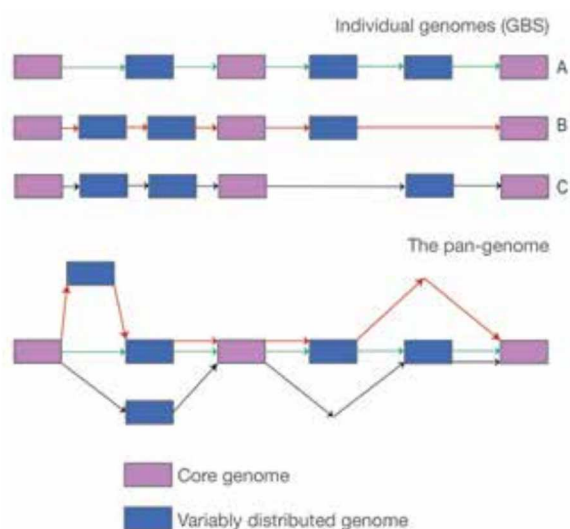 Individual genomes (GBS)
A
B
C
The pan-genome
Core genome
Variably distributed genome